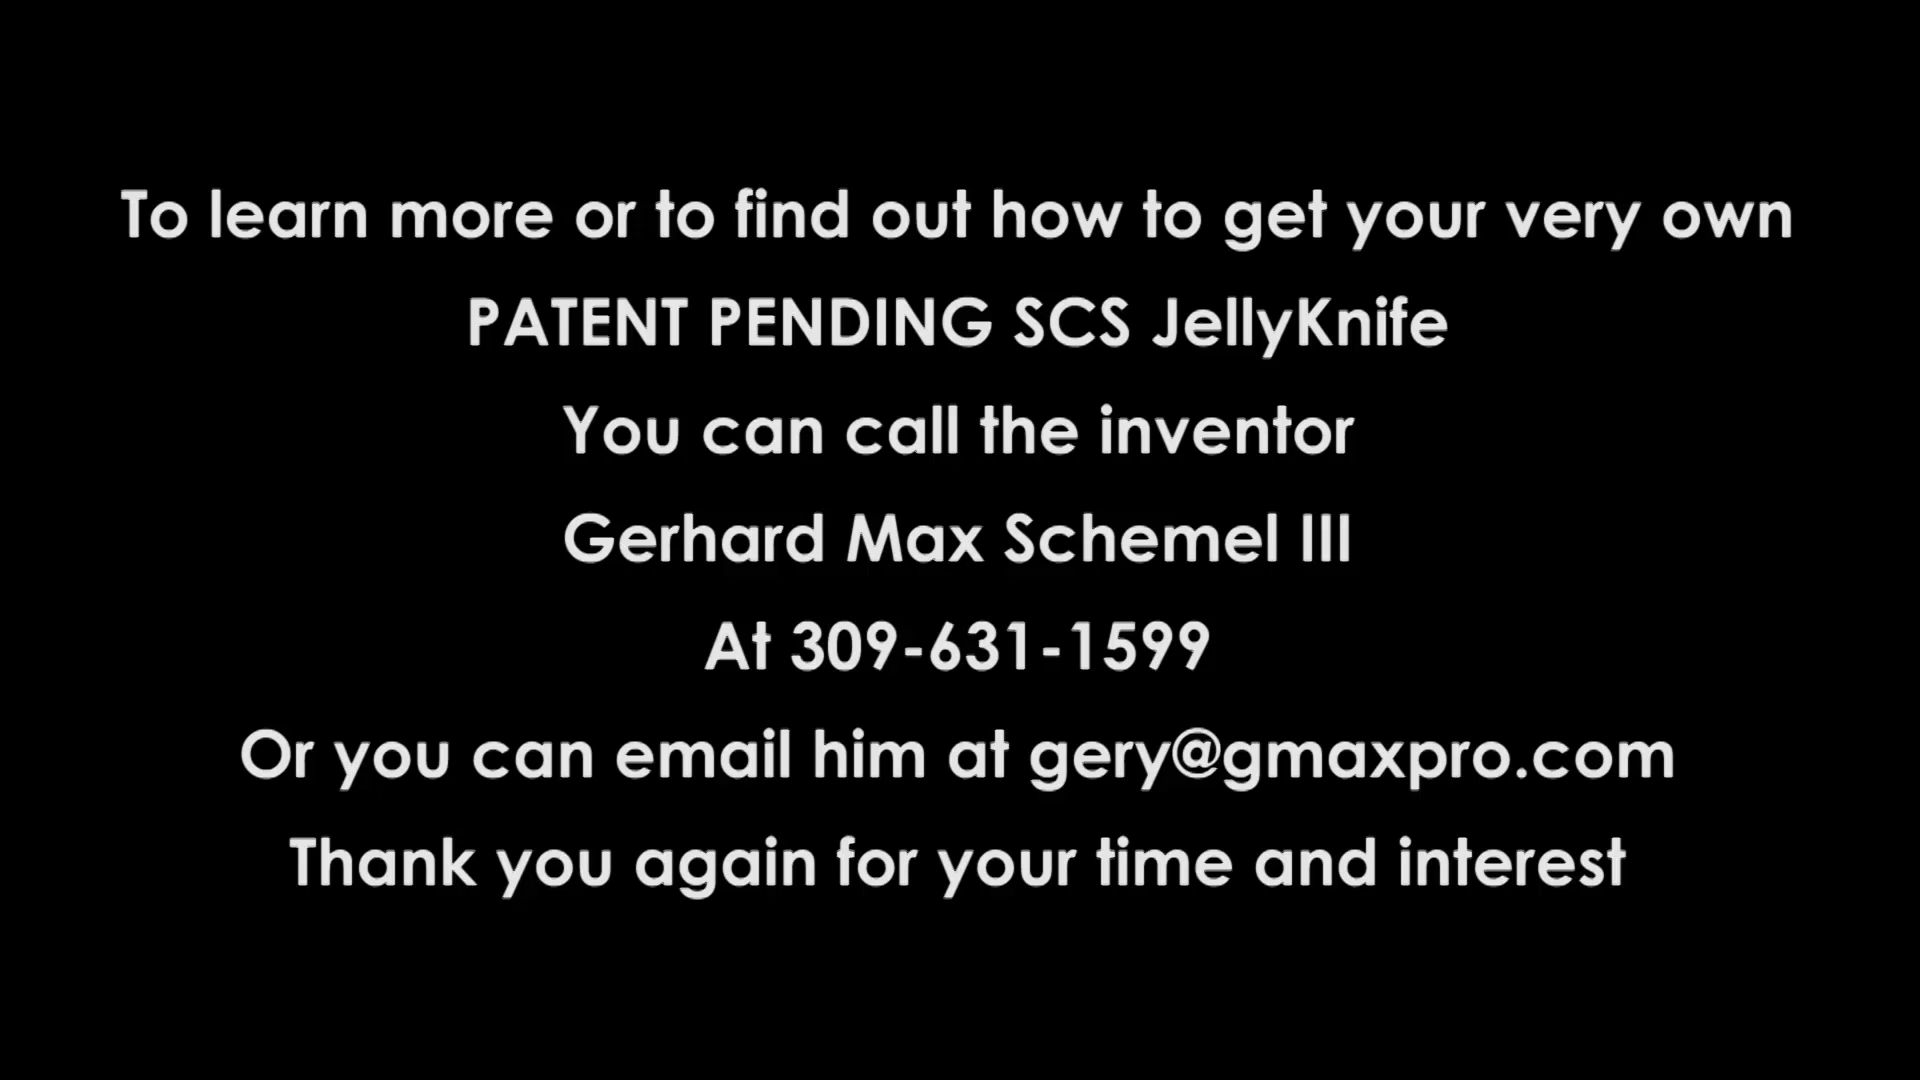 To learn more or to find out how to get your very own
PATENT PENDING SCS JellyKnife
You can call the inventor
Gerhard Max Schemel III
At 309-631-1599
Or you can email him at gery@gmaxpro.com
Thank you again for your time and interest